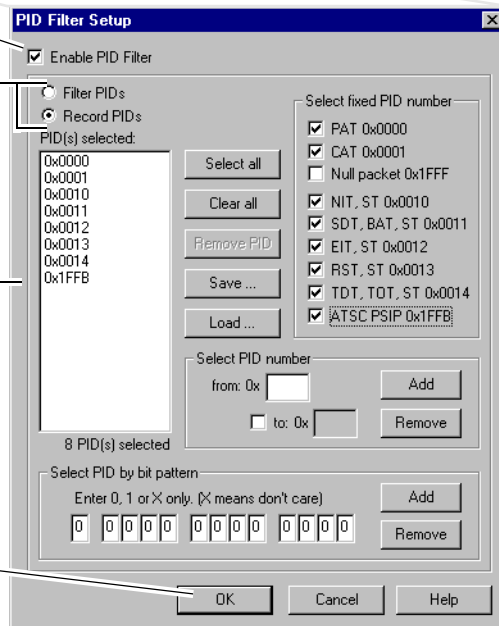 PID Filter Setup
Enable PID Filter
Filter PIDs
Record PIDs
PID(s) selected:
0x0000
0x0001
0x0010
0x0011
0x0012
0x0013
0x0014
0x1FFB
8 PID(s) selected
Select all
Clear all
Remove PID
Save ...
Load ...
Select fixed PID number
PAT 0x0000
CAT 0x0001
Null packet 0x1FFF
NIT, ST 0x0010
SDT, BAT, ST 0x0011
EIT, ST 0x0012
RST, ST 0x0013
TDT, TOT, ST 0x0014
ATSC PSIP 0x1FFB
Select PID number
from: 0x
Add
to: 0x
Remove
Select PID by bit pattern
Enter 0, 1 or X only. (X means don't care)
Add
0 0 0 0 0 0 0 0 0 0 0 0 0
Remove
OK
Cancel
Help